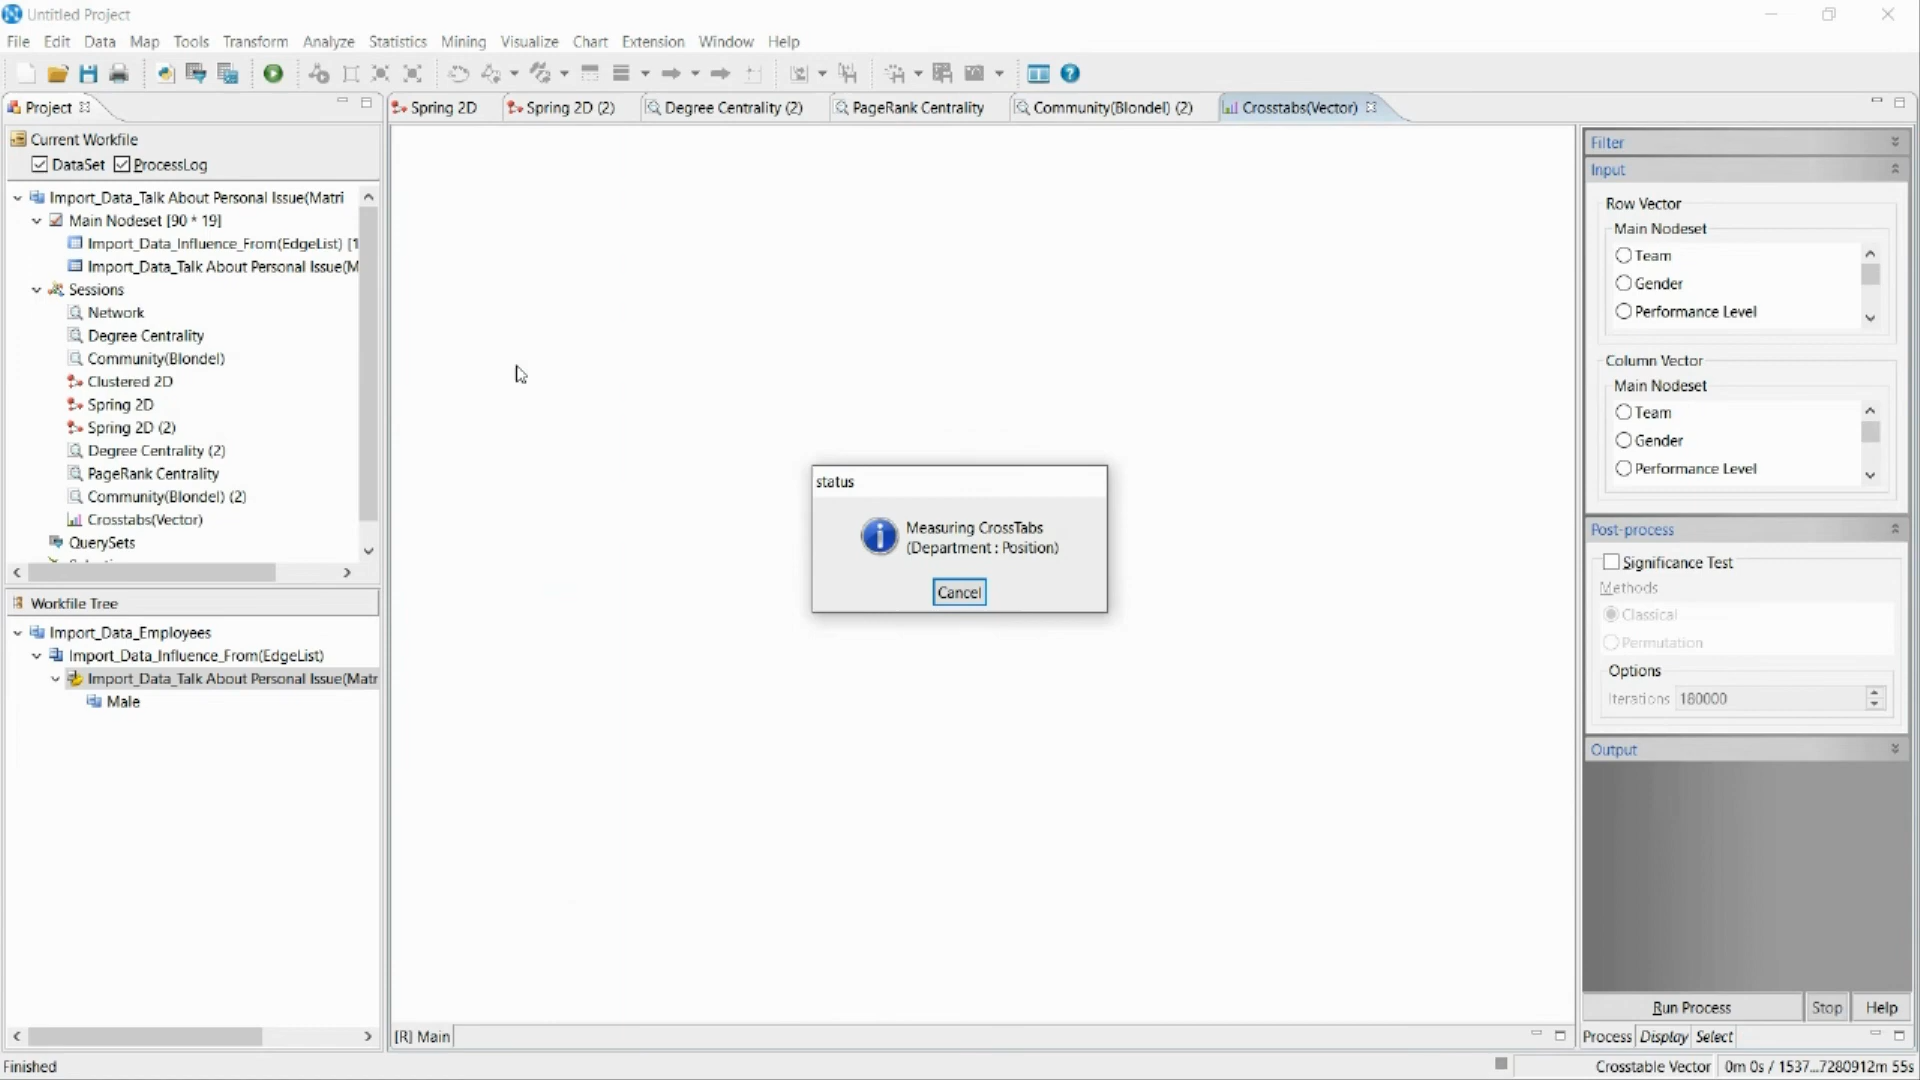 Untitled Project
File Edit Data Map Tools Transform Analyze Statistics Mining Visualize Chart Extension Window Help
Project
Spring 2D
Spring 2D (2)
Degree Centrality (2)
PageRank Centrality
Community(Blondel) (2)
Crosstabs(Vector)
Current Workfile
DataSet ProcessLog
Import_Data_Talk About Personal Issue(Matri
Main Nodeset [90 * 19]
Import_Data_Influence_From(EdgeList) [1
Import_Data_Talk About Personal Issue(M
Sessions
Network
Degree Centrality
Community(Blondel)
Clustered 2D
Spring 2D
Spring 2D (2)
Degree Centrality (2)
PageRank Centrality
Community(Blondel) (2)
Crosstabs(Vector)
QuerySets
Workfile Tree
Import_Data_Employees
Import_Data_Influence_From(EdgeList)
Import_Data_Talk About Personal Issue(Matr
Male
status
Measuring CrossTabs
(Department : Position)
Cancel
[R] Main
Filter
Input
Row Vector
Main Nodeset
Team
Gender
Performance Level
Column Vector
Main Nodeset
Team
Gender
Performance Level
Post-process
Significance Test
Methods
Classical
Permutation
Options
Iterations 180000
Output
Run Process Stop Help
Process Display Select
Finished
Crosstable Vector 0m 0s / 1537...7280912m 55s